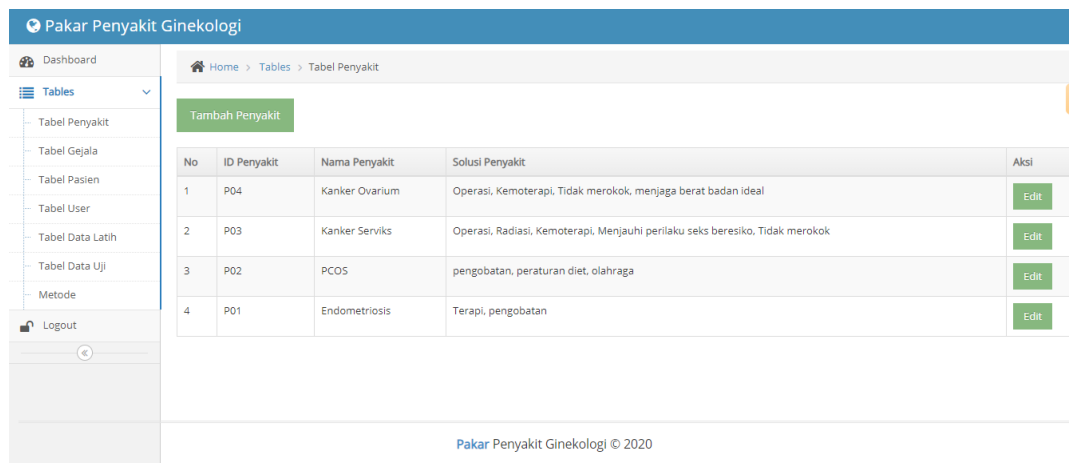 Pakar Penyakit Ginekologi
Dashboard
Tables
Tabel Penyakit
Tabel Gejala
Tabel Pasien
Tabel User
Tabel Data Latih
Tabel Data Uji
Metode
Logout
Home > Tables > Tabel Penyakit
Tambah Penyakit
No ID Penyakit Nama Penyakit Solusi Penyakit Aksi
1 P04 Kanker Ovarium Operasi, Kemoterapi, Tidak merokok, menjaga berat badan ideal Edit
2 P03 Kanker Serviks Operasi, Radiasi, Kemoterapi, Menjauhi perilaku seks beresiko, Tidak merokok Edit
3 P02 PCOS pengobatan, peraturan diet, olahraga Edit
4 P01 Endometriosis Terapi, pengobatan Edit
Pakar Penyakit Ginekologi © 2020